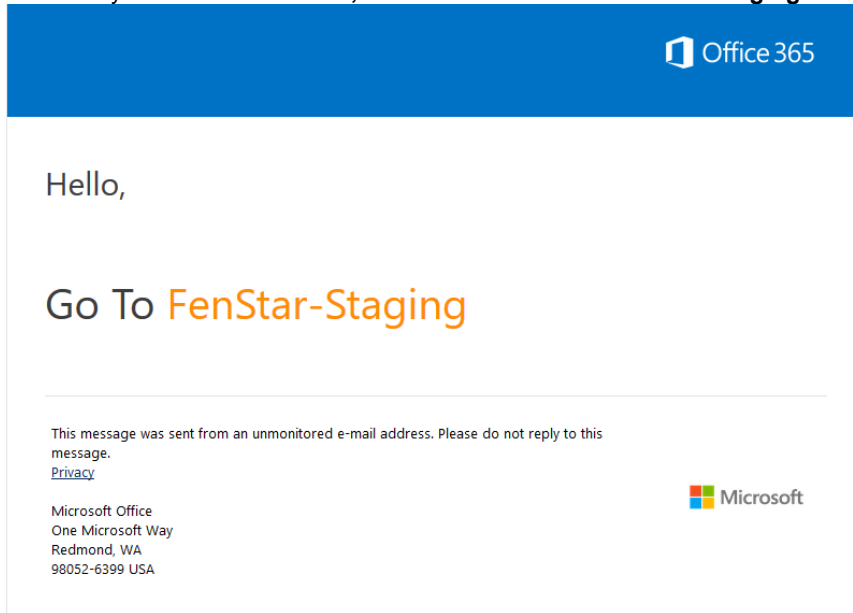 Office 365
Hello,
Go To FenStar-Staging
This message was sent from an unmonitored e-mail address. Please do not reply to this
message.
Privacy
Microsoft
Microsoft Office
One Microsoft Way
Redmond, WA
98052-6399 USA